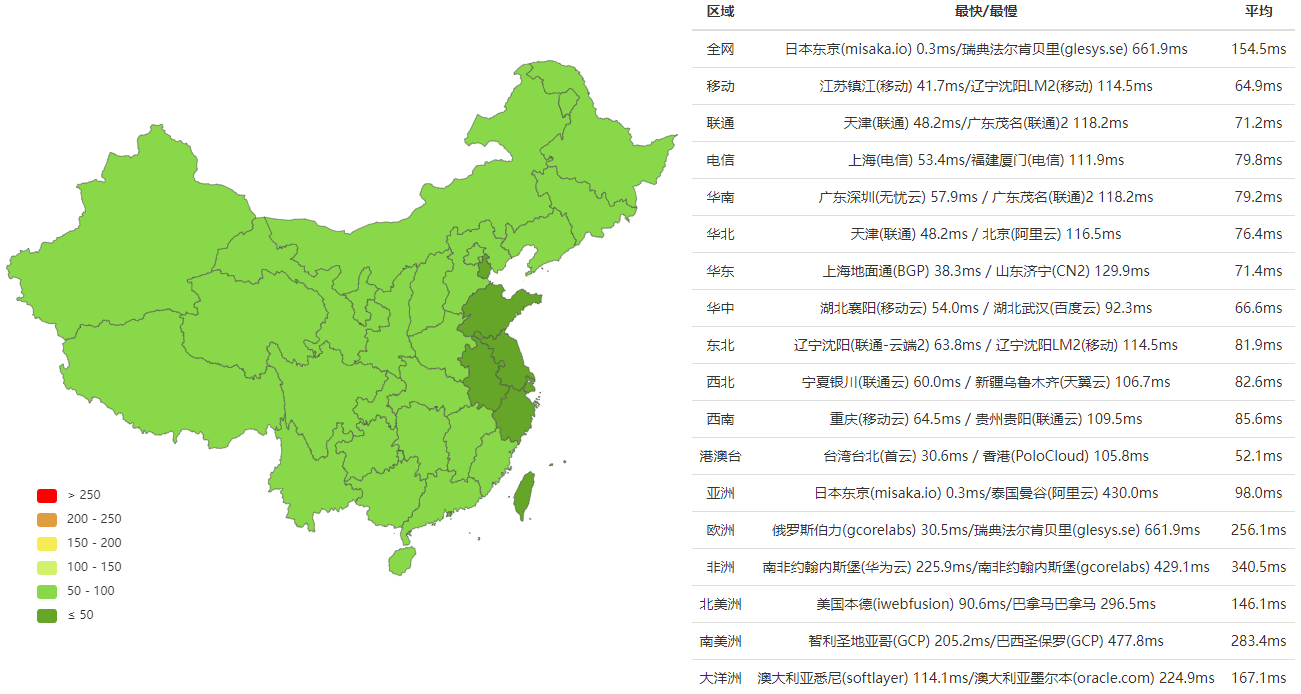 区域 最快/最慢 平均
全网 日本东京(misaka.io) 0.3ms/瑞典法尔肯贝里(glesys.se) 661.9ms 154.5ms
移动 江苏镇江(移动) 41.7ms/辽宁沈阳LM2(移动) 114.5ms 64.9ms
联通 天津(联通) 48.2ms/广东茂名(联通)2 118.2ms 71.2ms
电信 上海(电信) 53.4ms/福建厦门(电信) 111.9ms 79.8ms
华南 广东深圳(无忧云) 57.9ms / 广东茂名(联通)2 118.2ms 79.2ms
华北 天津(联通) 48.2ms / 北京(阿里云) 116.5ms 76.4ms
华东 上海地面通(BGP) 38.3ms / 山东济宁(CN2) 129.9ms 71.4ms
华中 湖北襄阳(移动云) 54.0ms / 湖北武汉(百度云) 92.3ms 66.6ms
东北 辽宁沈阳(联通-云端2) 63.8ms / 辽宁沈阳LM2(移动) 114.5ms 81.9ms
西北 宁夏银川(联通云) 60.0ms / 新疆乌鲁木齐(天翼云) 106.7ms 82.6ms
西南 重庆(移动云) 64.5ms / 贵州贵阳(联通云) 109.5ms 85.6ms
港澳台 台湾台北(首云) 30.6ms / 香港(PoloCloud) 105.8ms 52.1ms
亚洲 日本东京(misaka.io) 0.3ms/泰国曼谷(阿里云) 430.0ms 98.0ms
欧洲 俄罗斯伯力(gcorelabs) 30.5ms/瑞典法尔肯贝里(glesys.se) 661.9ms 256.1ms
非洲 南非约翰内斯堡(华为云) 225.9ms/南非约翰内斯堡(gcorelabs) 429.1ms 340.5ms
北美洲 美国本德(iwebfusion) 90.6ms/巴拿马巴拿马 296.5ms 146.1ms
南美洲 智利圣地亚哥(GCP) 205.2ms/巴西圣保罗(GCP) 477.8ms 283.4ms
大洋洲 澳大利亚悉尼(softlayer) 114.1ms/澳大利亚墨尔本(oracle.com) 224.9ms 167.1ms
> 250
200 - 250
150 - 200
100 - 150
50 - 100
≤ 50